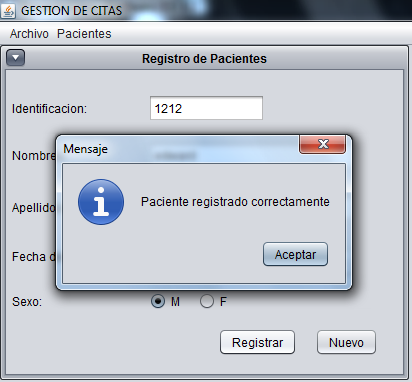 GESTION DE CITAS
Archivo Pacientes
Registro de Pacientes
Identificacion: 1212
Nombre
Mensaje
Paciente registrado correctamente
Apellido
Aceptar
Fecha d
Sexo: M F
Registrar Nuevo